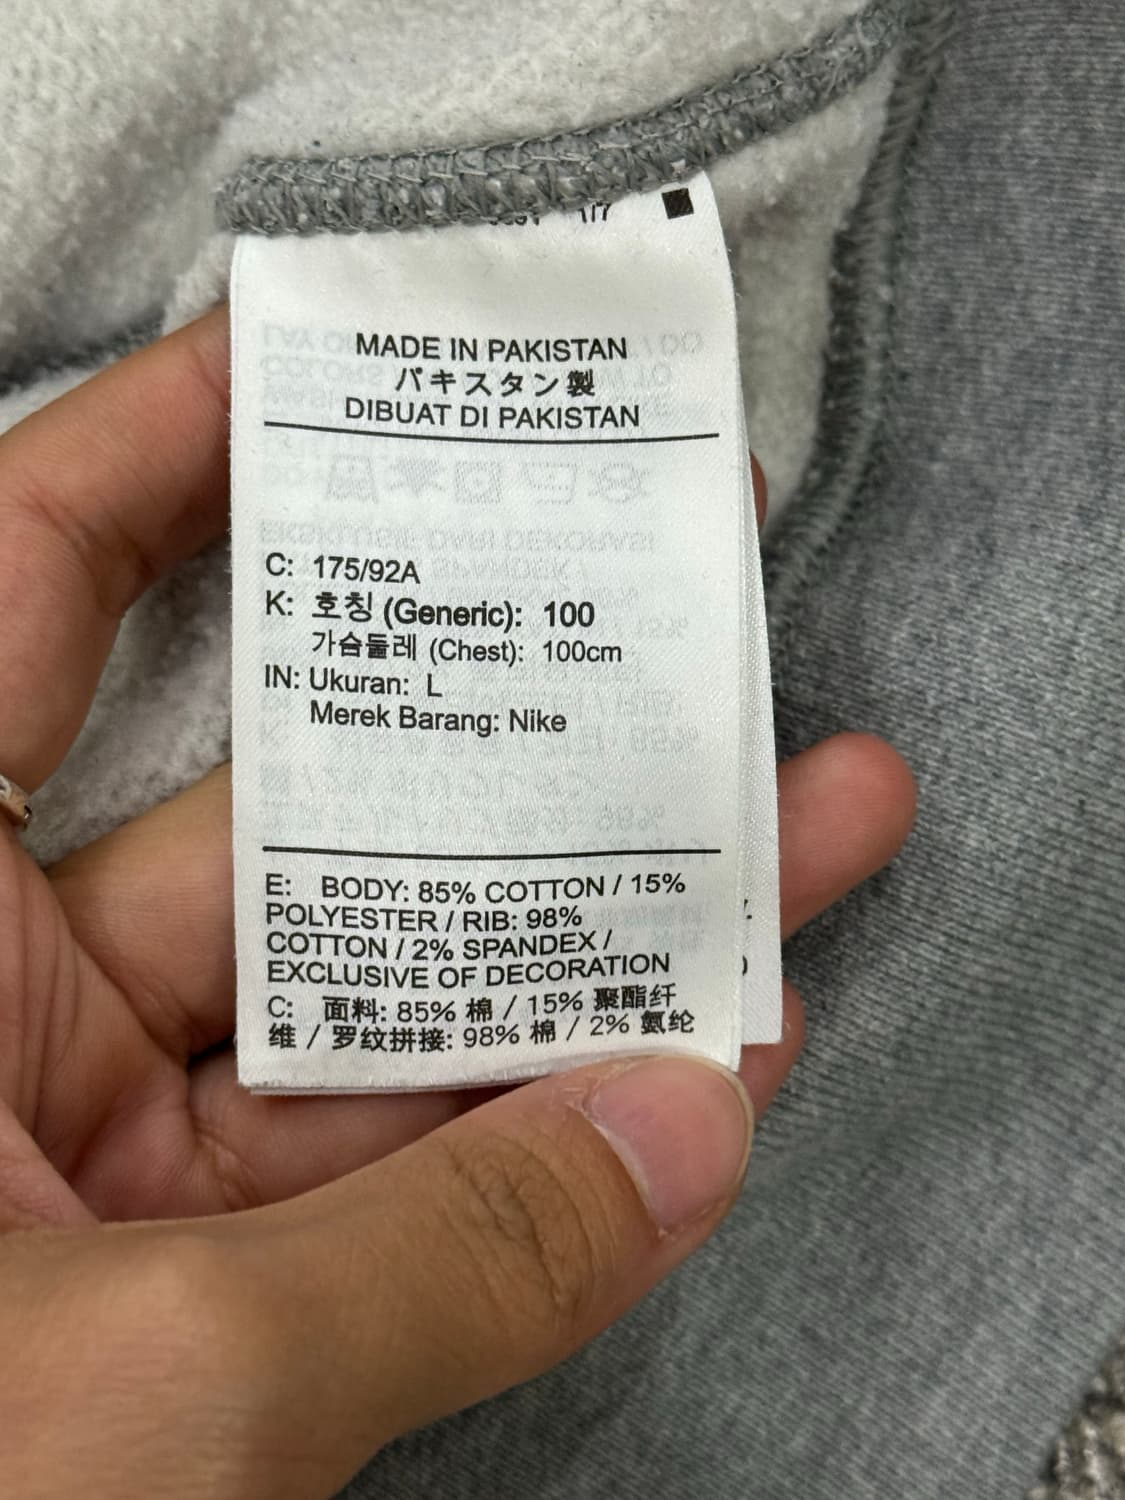 1/7
MADE IN PAKISTAN
パキスタン製
DIBUAT DI PAKISTAN
C: 175/92A
K: 호칭 (Generic): 100
가슴둘레 (Chest): 100cm
IN: Ukuran: L
Merek Barang: Nike
E: BODY: 85% COTTON / 15%
POLYESTER / RIB: 98%
COTTON / 2% SPANDEX /
EXCLUSIVE OF DECORATION
C: 面料: 85% 棉 / 15% 聚酯纤
维 / 罗纹拼接: 98% 棉 / 2% 氨纶